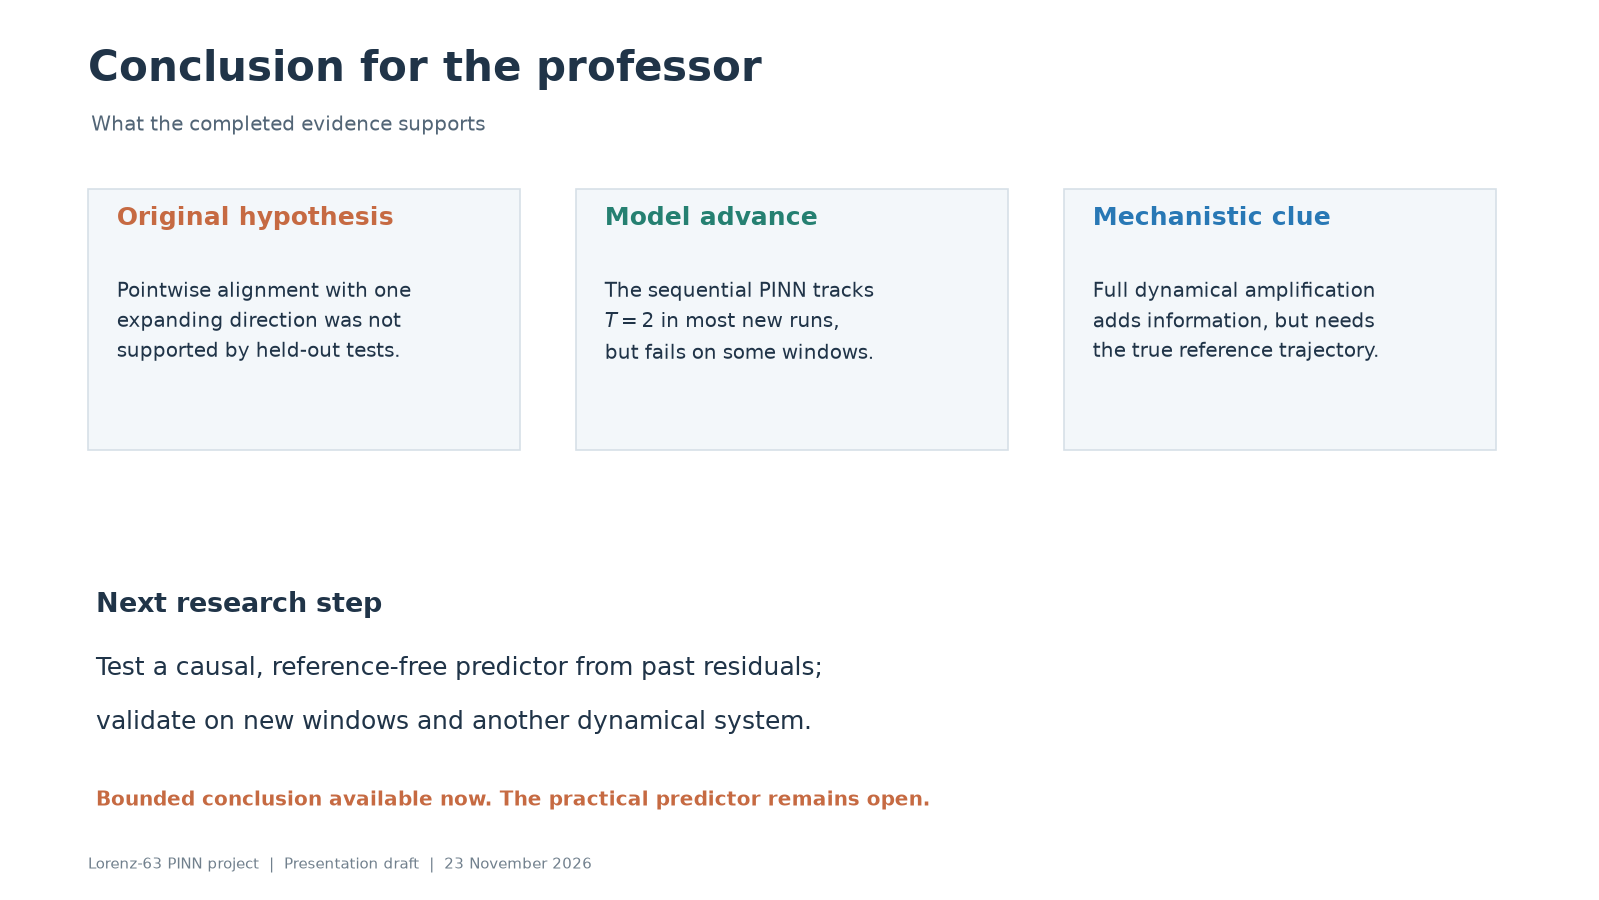 Conclusion for the professor
What the completed evidence supports
Original hypothesis
Pointwise alignment with one
expanding direction was not
supported by held-out tests.
Model advance
The sequential PINN tracks
T = 2 in most new runs,
but fails on some windows.
Mechanistic clue
Full dynamical amplification
adds information, but needs
the true reference trajectory.
Next research step
Test a causal, reference-free predictor from past residuals;
validate on new windows and another dynamical system.
Bounded conclusion available now. The practical predictor remains open.
Lorenz-63 PINN project | Presentation draft | 23 November 2026